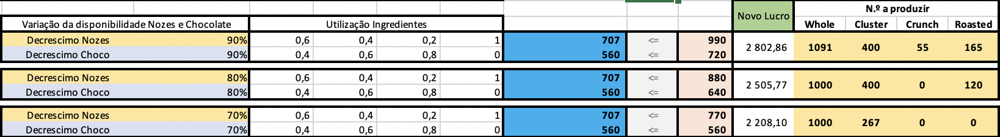 Novo Lucro N.º a produzir
Variação da disponibilidade Nozes e Chocolate Utilização Ingredientes Whole Cluster Crunch Roasted
Decrescimo Nozes 90% 0,6 0,4 0,2 1 707 <= 990 2 802,86 1091 400 55 165
Decrescimo Choco 90% 0,4 0,6 0,8 0 560 <= 720
Decrescimo Nozes 80% 0,6 0,4 0,2 1 707 <= 880 2 505,77 1000 400 0 120
Decrescimo Choco 80% 0,4 0,6 0,8 0 560 <= 640
Decrescimo Nozes 70% 0,6 0,4 0,2 1 707 <= 770 2 208,10 1000 267 0 0
Decrescimo Choco 70% 0,4 0,6 0,8 0 560 <= 560